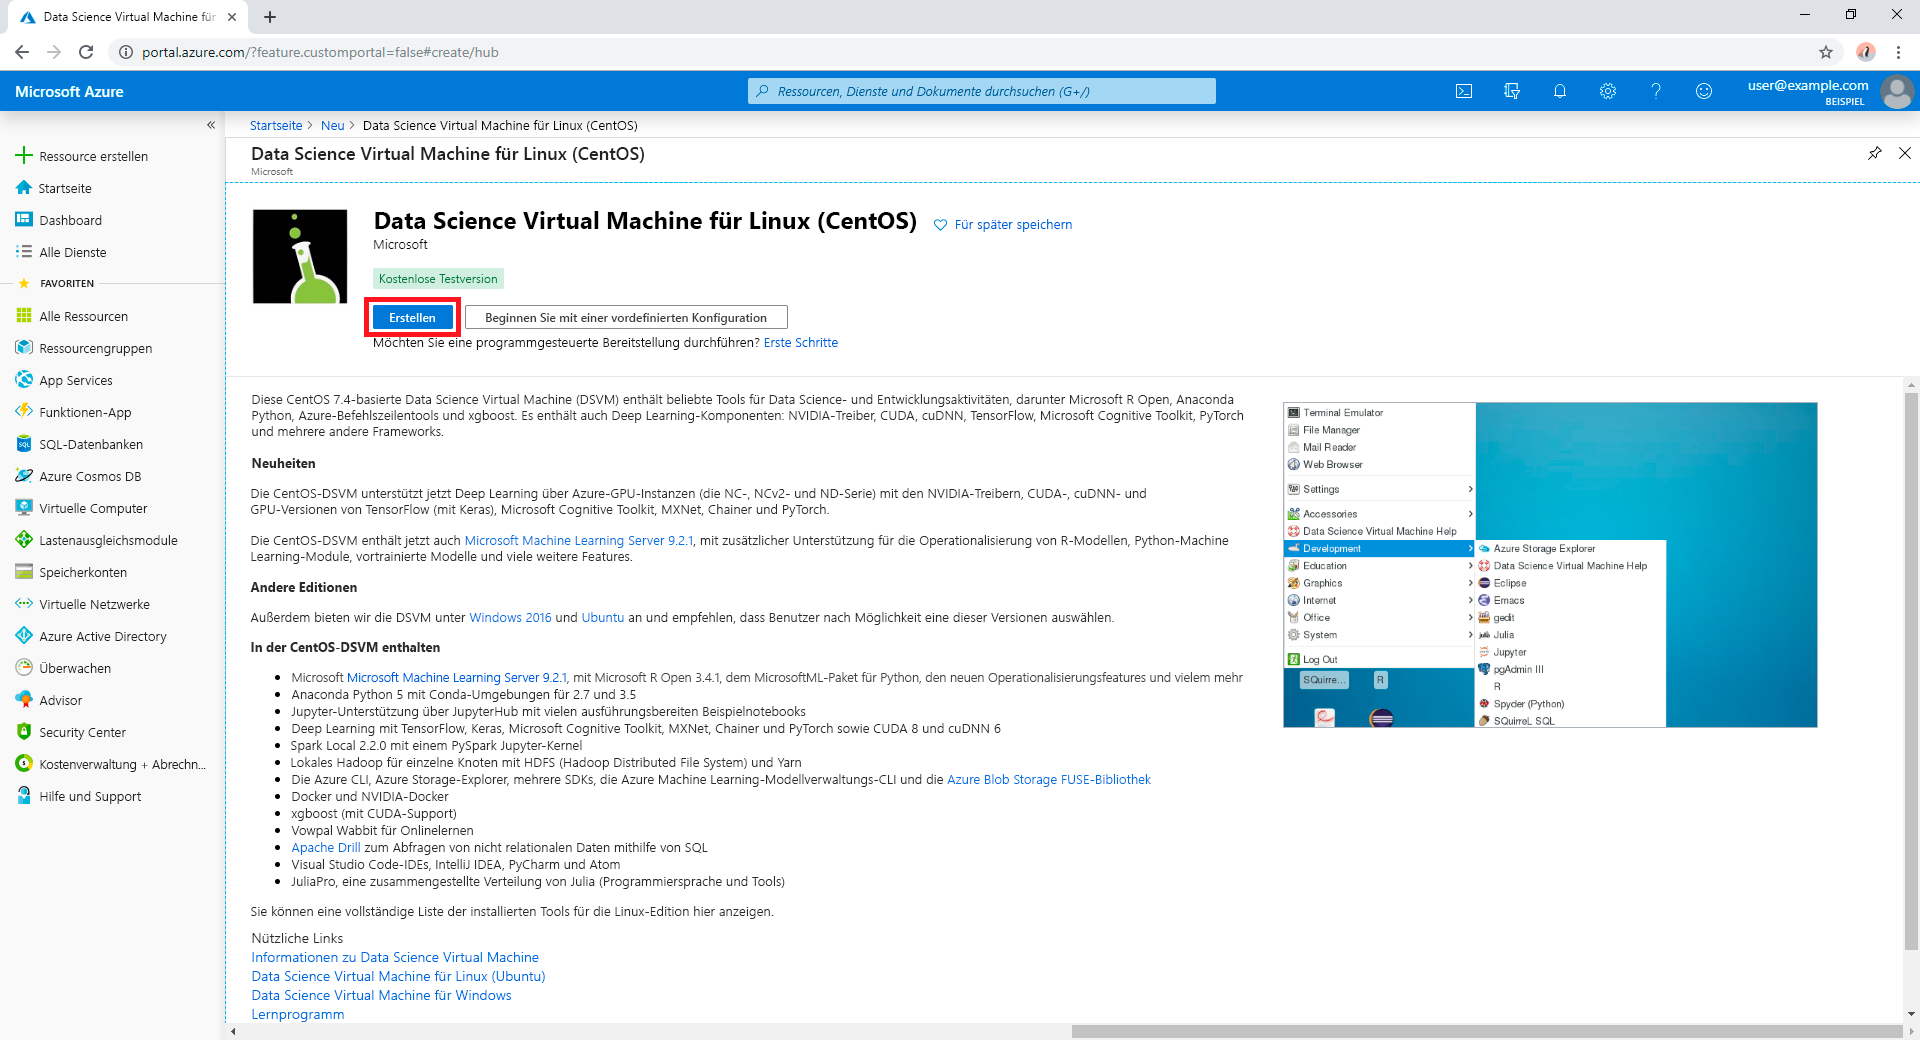 Data Science Virtual Machine für
portal.azure.com/?feature.customportal=false#create/hub
Microsoft Azure
Ressourcen, Dienste und Dokumente durchsuchen (G+/)
user@example.com
BEISPIEL
Startseite > Neu > Data Science Virtual Machine für Linux (CentOS)
Data Science Virtual Machine für Linux (CentOS)
Microsoft
Ressource erstellen
Startseite
Dashboard
Alle Dienste
FAVORITEN
Alle Ressourcen
Ressourcengruppen
App Services
Funktionen-App
SQL-Datenbanken
Azure Cosmos DB
Virtuelle Computer
Lastenausgleichsmodule
Speicherkonten
Virtuelle Netzwerke
Azure Active Directory
Überwachen
Advisor
Security Center
Kostenverwaltung + Abrechn...
Hilfe und Support
Data Science Virtual Machine für Linux (CentOS)
Für später speichern
Microsoft
Kostenlose Testversion
Erstellen
Beginnen Sie mit einer vordefinierten Konfiguration
Möchten Sie eine programmgesteuerte Bereitstellung durchführen? Erste Schritte
Diese CentOS 7.4-basierte Data Science Virtual Machine (DSVM) enthält beliebte Tools für Data Science- und Entwicklungsaktivitäten, darunter Microsoft R Open, Anaconda
Python, Azure-Befehlszeilentools und xgboost. Es enthält auch Deep Learning-Komponenten: NVIDIA-Treiber, CUDA, cuDNN, TensorFlow, Microsoft Cognitive Toolkit, PyTorch
und mehrere andere Frameworks.
Neuheiten
Die CentOS-DSVM unterstützt jetzt Deep Learning über Azure-GPU-Instanzen (die NC-, NCv2- und ND-Serie) mit den NVIDIA-Treibern, CUDA-, cuDNN- und
GPU-Versionen von TensorFlow (mit Keras), Microsoft Cognitive Toolkit, MXNet, Chainer und PyTorch.
Die CentOS-DSVM enthält jetzt auch Microsoft Machine Learning Server 9.2.1, mit zusätzlicher Unterstützung für die Operationalisierung von R-Modellen, Python-Machine
Learning-Module, vortrainierte Modelle und viele weitere Features.
Andere Editionen
Außerdem bieten wir die DSVM unter Windows 2016 und Ubuntu an und empfehlen, dass Benutzer nach Möglichkeit eine dieser Versionen auswählen.
In der CentOS-DSVM enthalten
Microsoft Microsoft Machine Learning Server 9.2.1, mit Microsoft R Open 3.4.1, dem MicrosoftML-Paket für Python, den neuen Operationalisierungsfeatures und vielem mehr
Anaconda Python 5 mit Conda-Umgebungen für 2.7 und 3.5
Jupyter-Unterstützung über JupyterHub mit vielen ausführungsbereiten Beispielnotebooks
Deep Learning mit TensorFlow, Keras, Microsoft Cognitive Toolkit, MXNet, Chainer und PyTorch sowie CUDA 8 und cuDNN 6
Spark Local 2.2.0 mit einem PySpark Jupyter-Kernel
Lokales Hadoop für einzelne Knoten mit HDFS (Hadoop Distributed File System) und Yarn
Die Azure CLI, Azure Storage-Explorer, mehrere SDKs, die Azure Machine Learning-Modellverwaltungs-CLI und die Azure Blob Storage FUSE-Bibliothek
Docker und NVIDIA-Docker
xgboost (mit CUDA-Support)
Vowpal Wabbit für Onlinelernen
Apache Drill zum Abfragen von nicht relationalen Daten mithilfe von SQL
Visual Studio Code-IDEs, IntelliJ IDEA, PyCharm und Atom
JuliaPro, eine zusammengestellte Verteilung von Julia (Programmiersprache und Tools)
Sie können eine vollständige Liste der installierten Tools für die Linux-Edition hier anzeigen.
Nützliche Links
Informationen zu Data Science Virtual Machine
Data Science Virtual Machine für Linux (Ubuntu)
Data Science Virtual Machine für Windows
Lernprogramm
Terminal Emulator
File Manager
Mail Reader
Web Browser
Settings
Accessories
Data Science Virtual Machine Help
Development
Education
Graphics
Internet
Office
System
Log Out
SQuirre...
R
Azure Storage Explorer
Data Science Virtual Machine Help
Eclipse
Emacs
gedit
Julia
Jupyter
pgAdmin III
R
Spyder (Python)
SQuirreL SQL